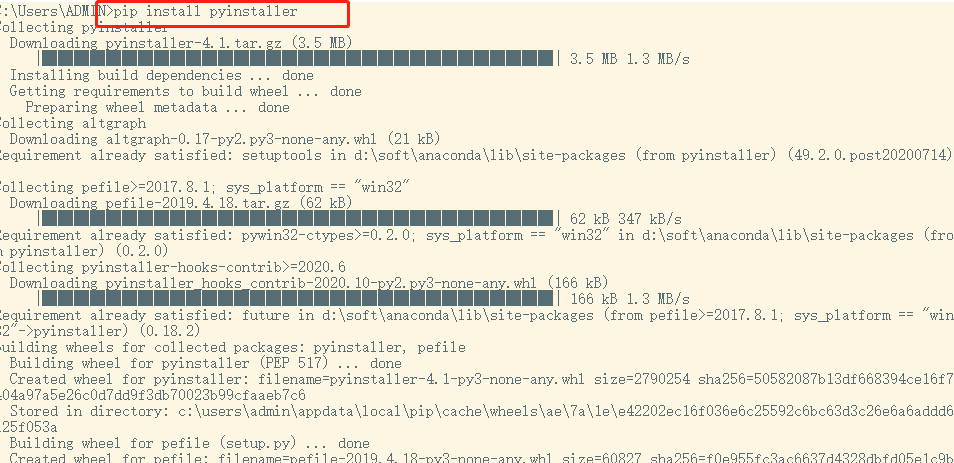 :\Users\ADMIN>pip install pyinstaller
Collecting pyinstaller
Downloading pyinstaller-4.1.tar.gz (3.5 MB)
3.5 MB 1.3 MB/s
Installing build dependencies ... done
Getting requirements to build wheel ... done
Preparing wheel metadata ... done
Collecting altgraph
Downloading altgraph-0.17-py2.py3-none-any.whl (21 kB)
Requirement already satisfied: setuptools in d:\soft\anaconda\lib\site-packages (from pyinstaller) (49.2.0.post20200714)
Collecting pefile>=2017.8.1; sys_platform == "win32"
Downloading pefile-2019.4.18.tar.gz (62 kB)
62 kB 347 kB/s
Requirement already satisfied: pywin32-ctypes>=0.2.0; sys_platform == "win32" in d:\soft\anaconda\lib\site-packages (fro
m pyinstaller) (0.2.0)
Collecting pyinstaller-hooks-contrib>=2020.6
Downloading pyinstaller_hooks_contrib-2020.10-py2.py3-none-any.whl (166 kB)
166 kB 1.3 MB/s
Requirement already satisfied: future in d:\soft\anaconda\lib\site-packages (from pefile>=2017.8.1; sys_platform == "win
32"->pyinstaller) (0.18.2)
Building wheels for collected packages: pyinstaller, pefile
Building wheel for pyinstaller (PEP 517) ... done
Created wheel for pyinstaller: filename=pyinstaller-4.1-py3-none-any.whl size=2790254 sha256=50582087b13df668394ce16f7
404a97a5e26c0d7dd9f3db70023b99cfaaeb7c6
Stored in directory: c:\users\admin\appdata\local\pip\cache\wheels\ae\7a\1e\e42202ec16f036e6c25592c6bc63d3c26e6a6addd6
125f053a
Building wheel for pefile (setup.py) ... done
Created wheel for pefile: filename=pefile-2019.4.18-py3-none-any.whl size=60827 sha256=f0e955fc3ac6637d4328dbfd05e1c9b